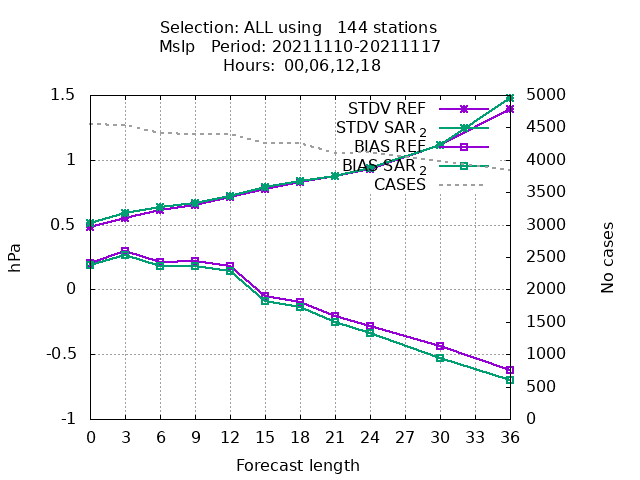 Selection: ALL using   144 stations
Mslp   Period: 20211110-20211117
Hours: 00,06,12,18
STDV REF
STDV SAR 2
BIAS REF
BIAS SAR 2
CASES
1.5
1
0.5
0
-0.5
-1
hPa
5000
4500
4000
3500
3000
2500
2000
1500
1000
500
0
No cases
0 3 6 9 12 15 18 21 24 27 30 33 36
Forecast length